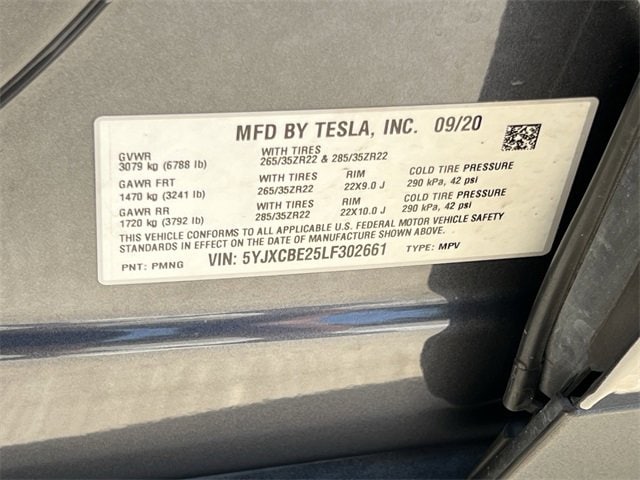 MFD BY TESLA, INC. 09/20
GVWR WITH TIRES
3079 kg (6788 lb) 265/35ZR22 & 285/35ZR22
GAWR FRT WITH TIRES RIM COLD TIRE PRESSURE
1470 kg (3241 lb) 265/35ZR22 22X9.0 J 290 kPa, 42 psi
GAWR RR WITH TIRES RIM COLD TIRE PRESSURE
1720 kg (3792 lb) 285/35ZR22 22X10.0 J 290 kPa, 42 psi
THIS VEHICLE CONFORMS TO ALL APPLICABLE U.S. FEDERAL MOTOR VEHICLE SAFETY
STANDARDS IN EFFECT ON THE DATE OF MANUFACTURE SHOWN ABOVE.
PNT: PMNG VIN: 5YJXCBE25LF302661 TYPE: MPV